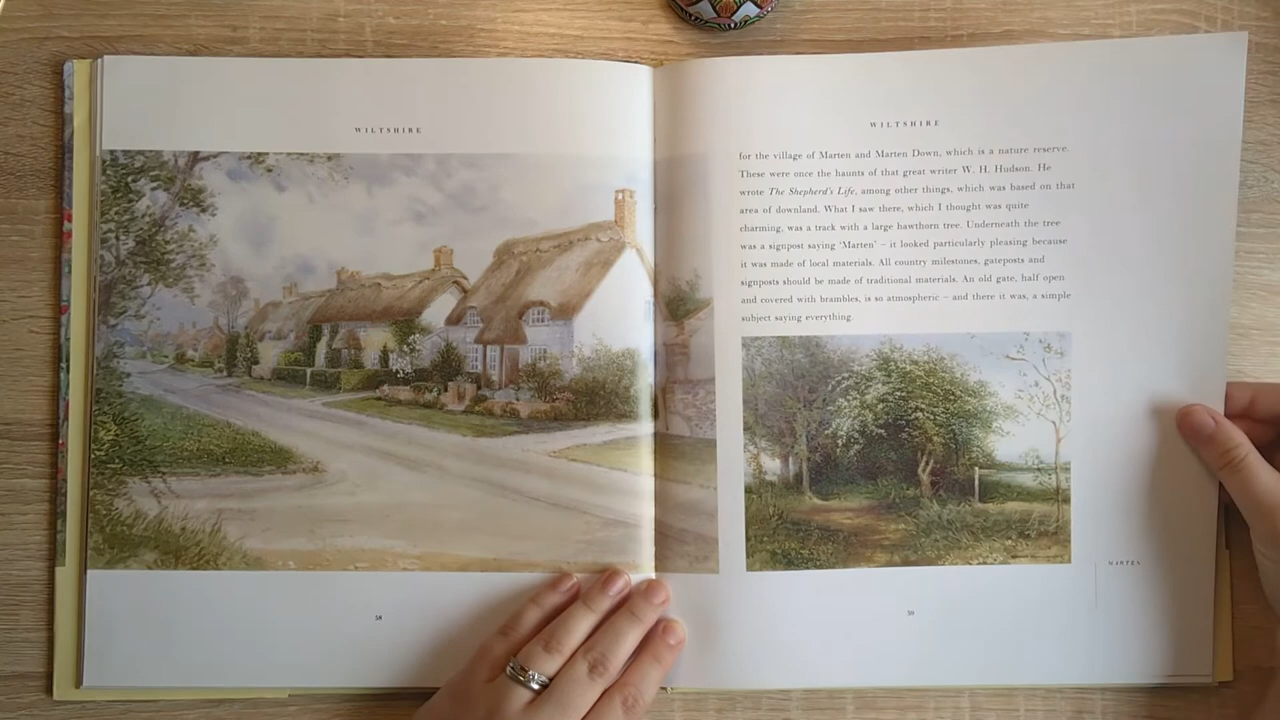 WILTSHIRE
58
WILTSHIRE
for the village of Marten and Marten Down, which is a nature reserve.
These were once the haunts of that great writer W. H. Hudson. He
wrote The Shepherd's Life, among other things, which was based on that
area of downland. What I saw there, which I thought was quite
charming, was a track with a large hawthorn tree. Underneath the tree
was a signpost saying ‘Marten’ – it looked particularly pleasing because
it was made of local materials. All country milestones, gateposts and
signposts should be made of traditional materials. An old gate, half open
and covered with brambles, is so atmospheric – and there it was, a simple
subject saying everything.
MARTEN
59